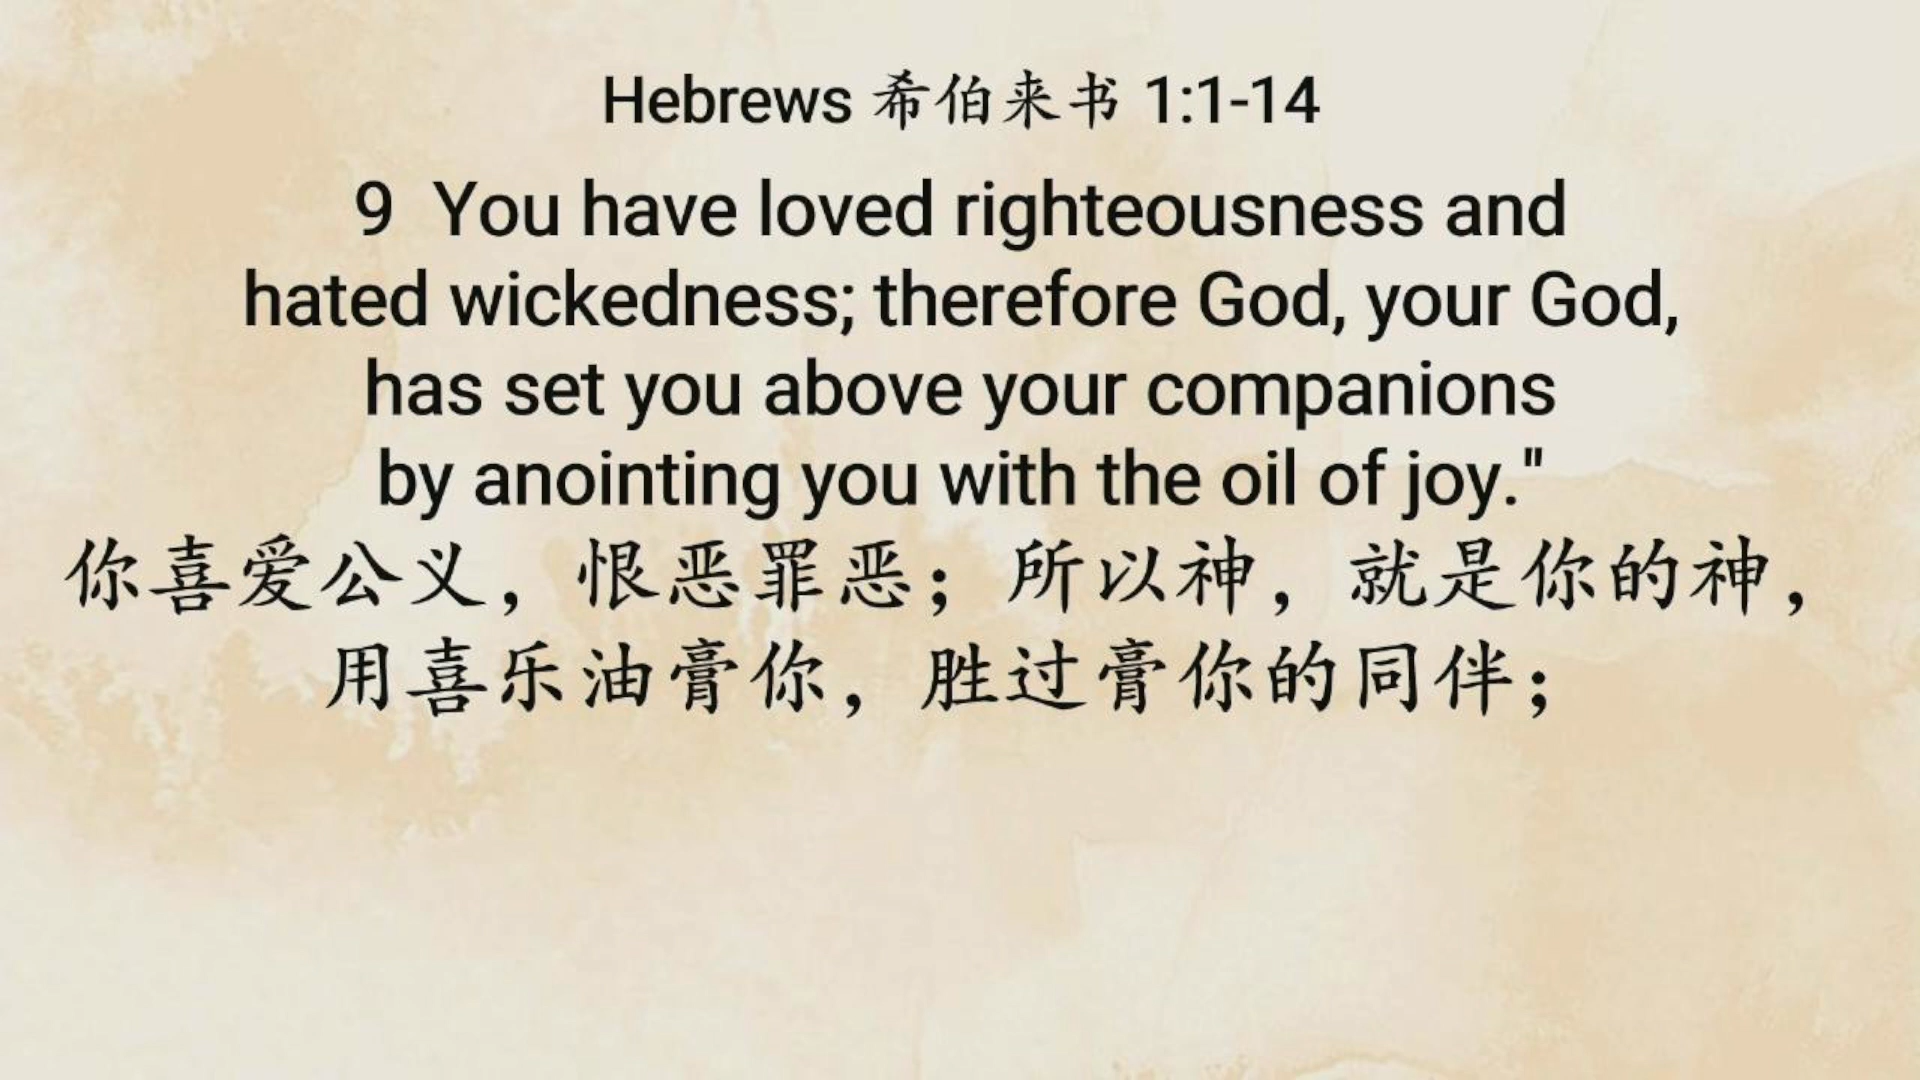 Hebrews 希伯来书 1:1-14
9  You have loved righteousness and
hated wickedness; therefore God, your God,
has set you above your companions
by anointing you with the oil of joy."
你喜爱公义，恨恶罪恶；所以神，就是你的神，
用喜乐油膏你，胜过膏你的同伴；